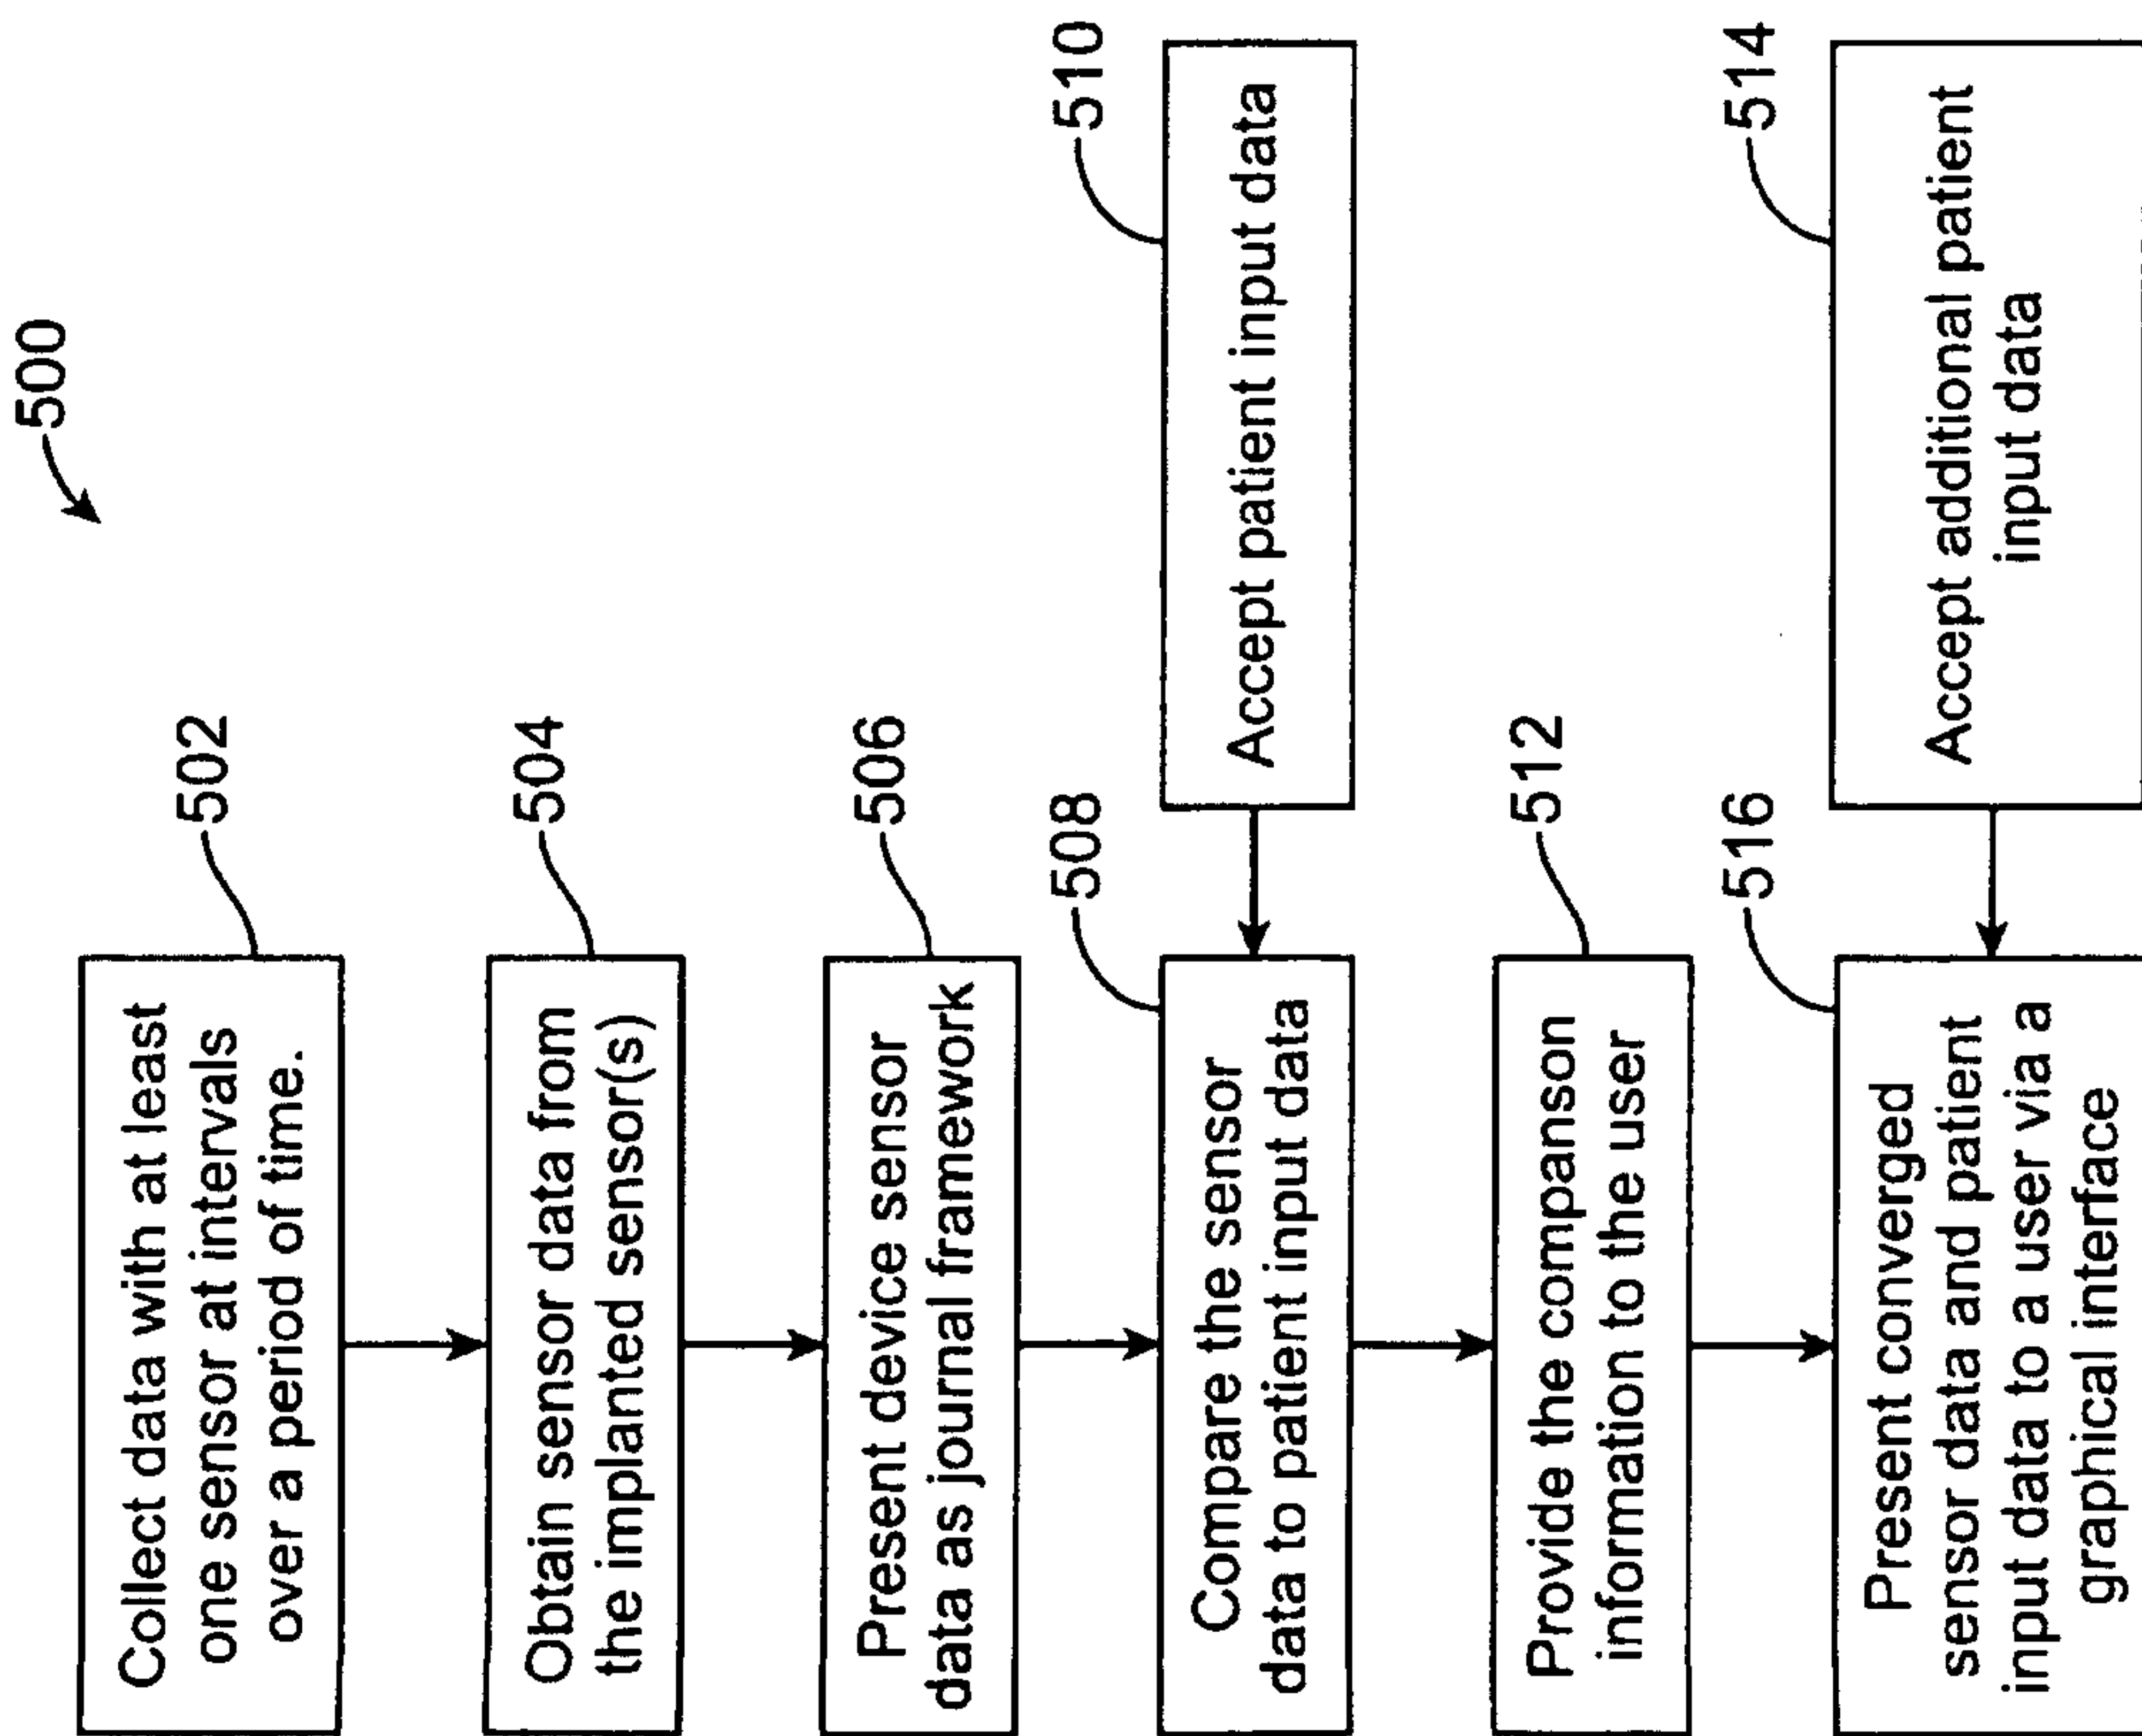 500
502
Collect data with at least
one sensor at intervals
over a period of time.
504
Obtain sensor data from
the implanted sensor(s)
506
Present device sensor
data as journal framework
508
Compare the sensor
data to patient input data
510
Accept patient input data
512
Provide the comparison
information to the user
514
Accept additional patient
input data
516
Present converged
sensor data and patient
input data to a user via a
graphical interface